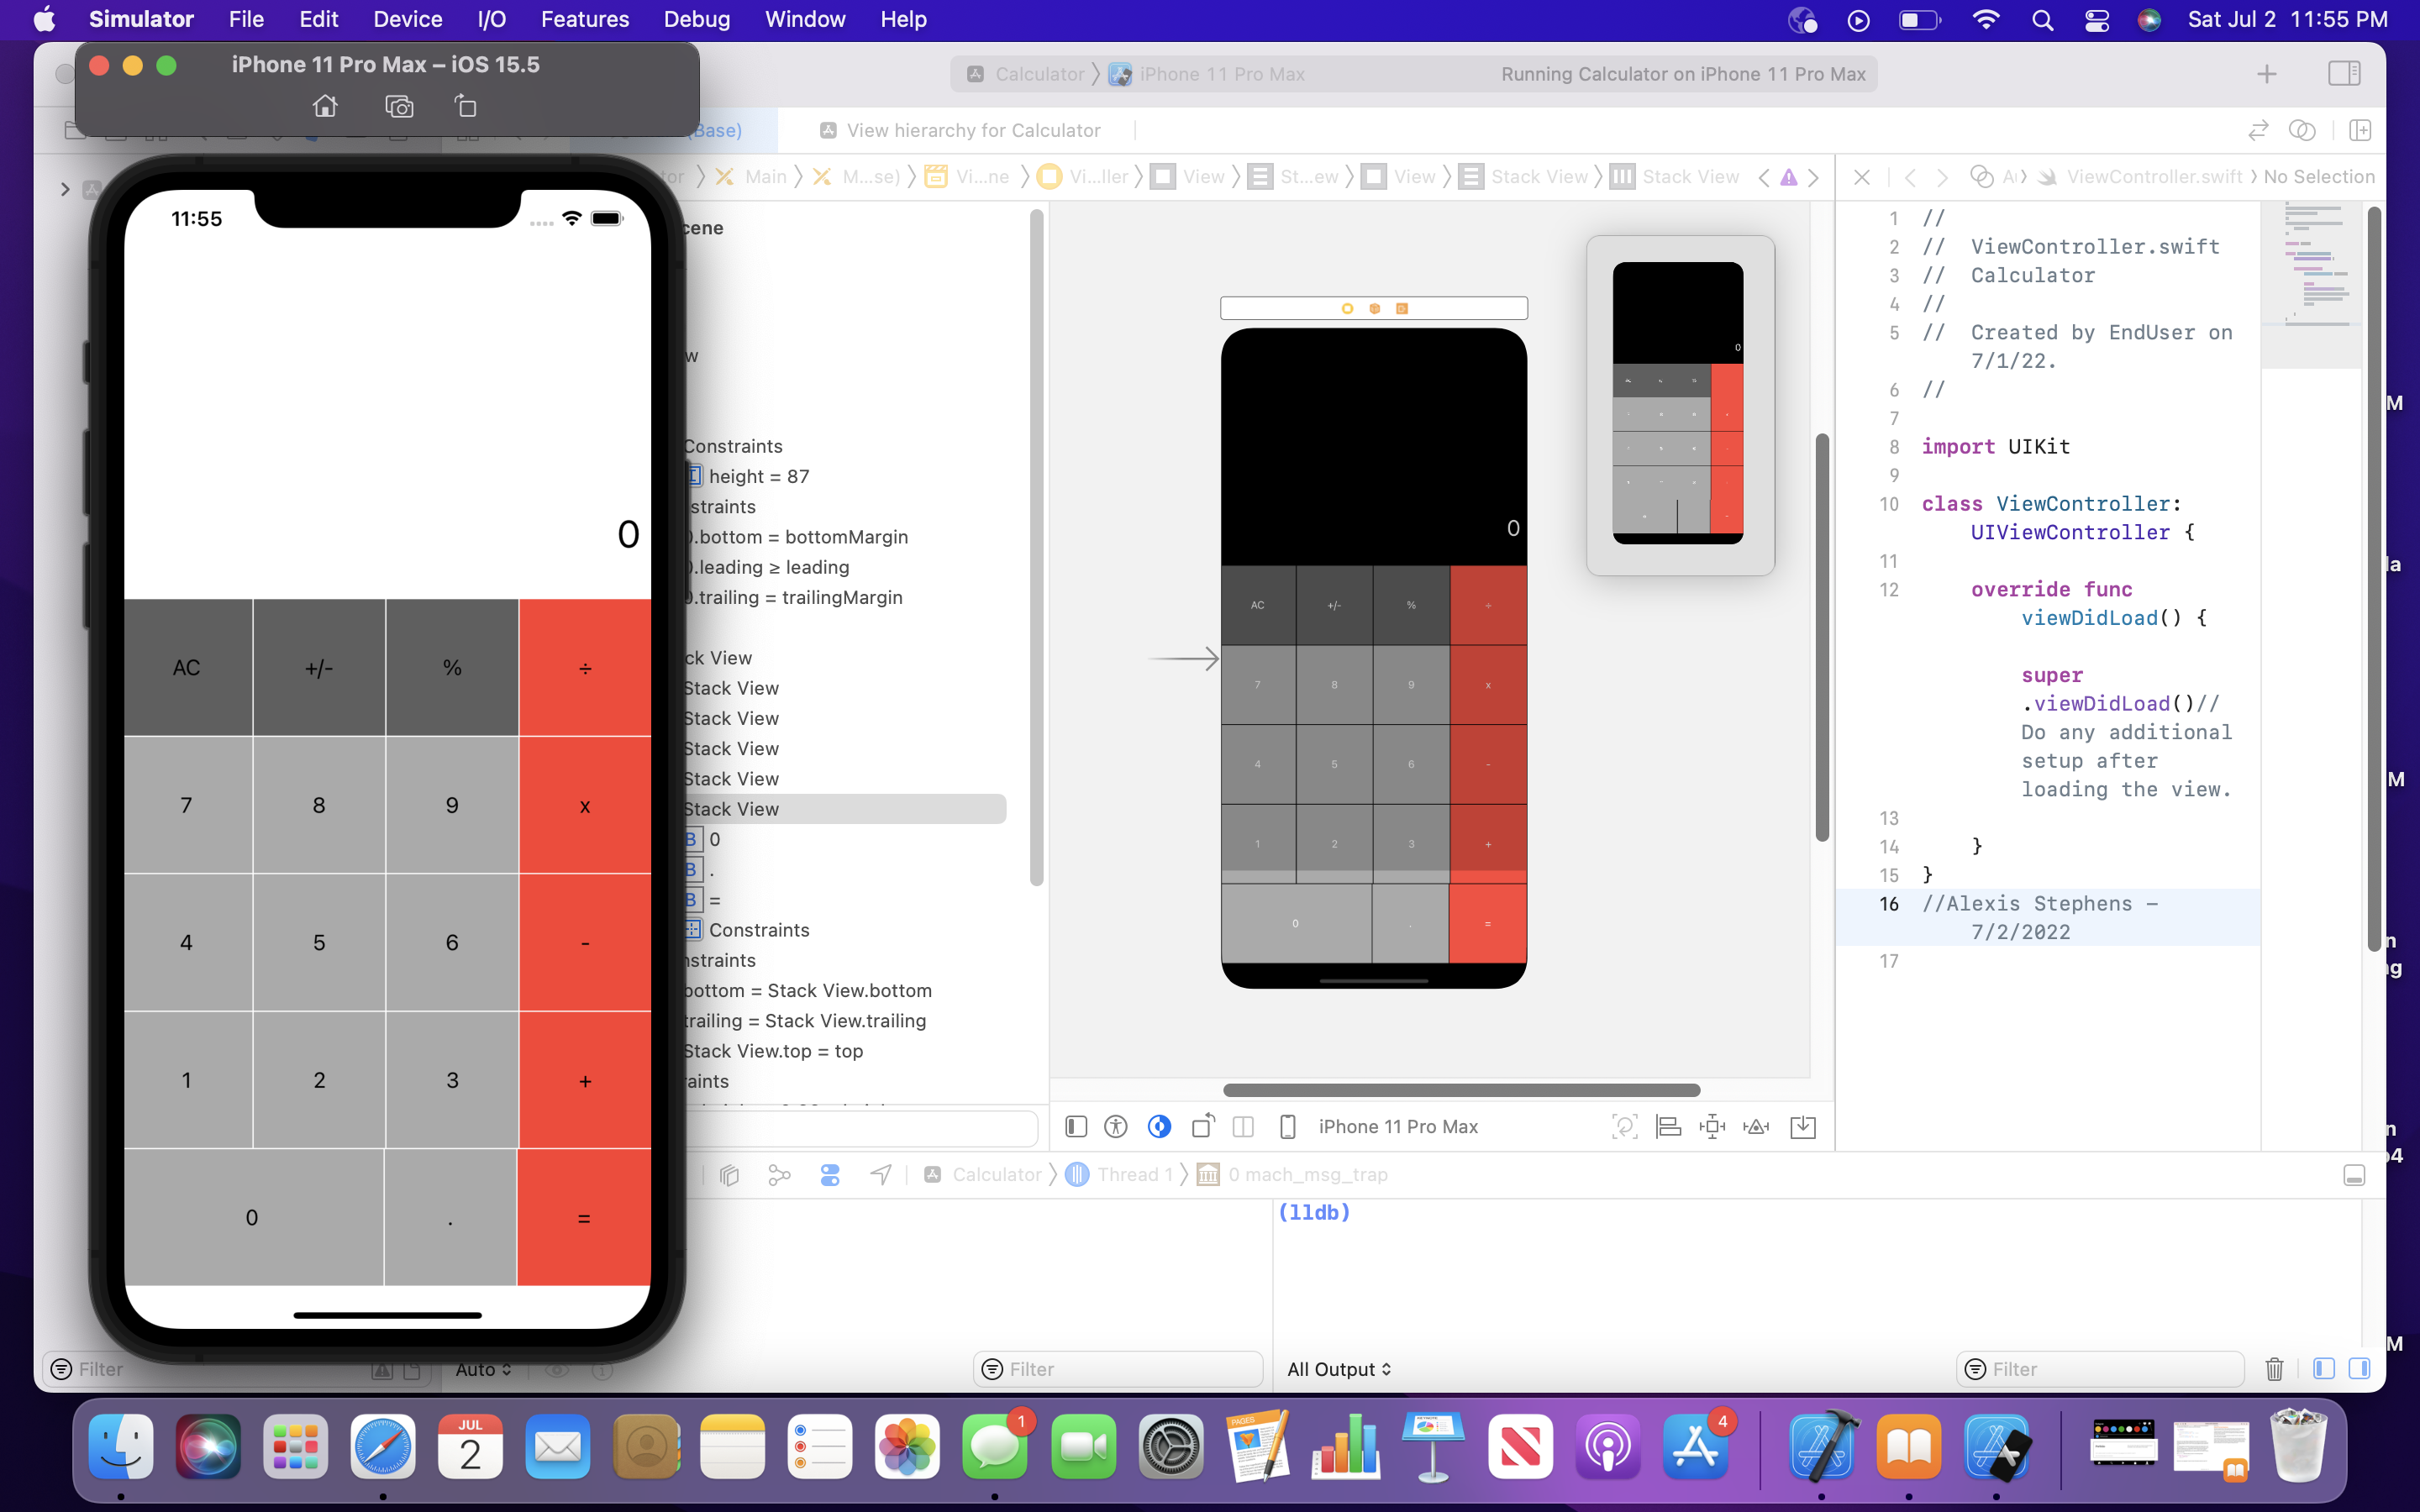 Simulator File Edit Device I/O Features Debug Window Help Sat Jul 2 11:55 PM
iPhone 11 Pro Max – iOS 15.5
Calculator iPhone 11 Pro Max Running Calculator on iPhone 11 Pro Max
(Base) View hierarchy for Calculator
tor Main M...se) Vi...ne Vi...ller View St...ew View Stack View Stack View
ViewController.swift No Selection
11:55
0
AC +/- % ÷
7 8 9 x
4 5 6 -
1 2 3 +
0 . =
cene
w
Constraints
height = 87
straints
.bottom = bottomMargin
.leading ≥ leading
.trailing = trailingMargin
ck View
Stack View
Stack View
Stack View
Stack View
Stack View
B 0
B .
B =
Constraints
nstraints
bottom = Stack View.bottom
trailing = Stack View.trailing
Stack View.top = top
raints
0
AC +/- % ÷
7 8 9 x
4 5 6 -
1 2 3 +
0 . =
0
iPhone 11 Pro Max
1 //
2 // ViewController.swift
3 // Calculator
4 //
5 // Created by EndUser on
7/1/22.
6 //
7
8 import UIKit
9
10 class ViewController:
UIViewController {
11
12 override func
viewDidLoad() {
super
.viewDidLoad()//
Do any additional
setup after
loading the view.
13
14 }
15 }
16 //Alexis Stephens –
7/2/2022
17
Calculator Thread 1 0 mach_msg_trap
(lldb)
Filter Auto Filter All Output Filter
M
la
M
n
ng
n
p4
M
JUL
2
1
PAGES
4